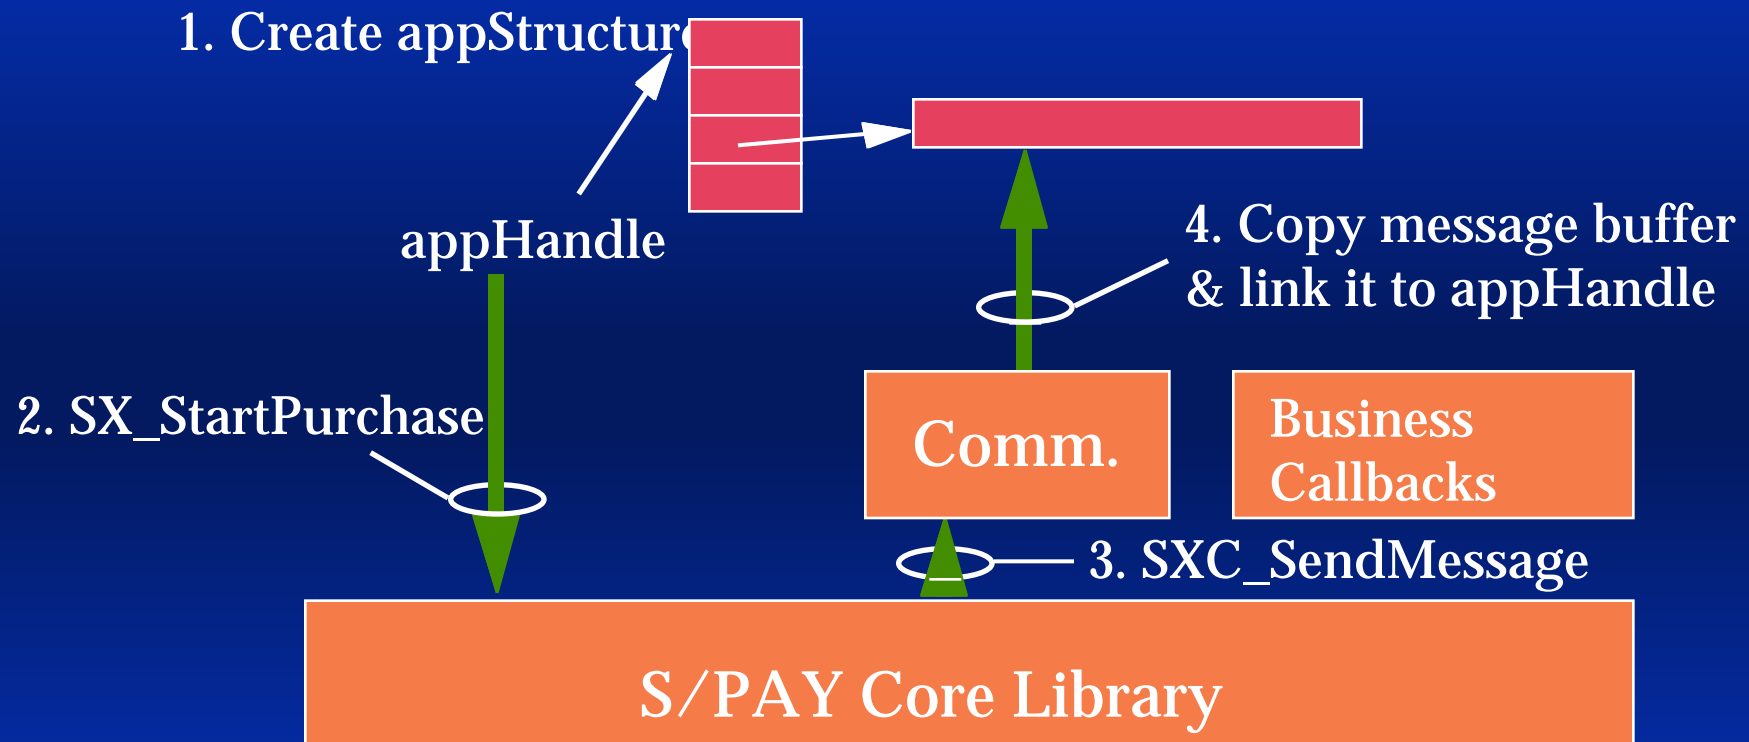 1. Create appStructure
appHandle
4. Copy message buffer
& link it to appHandle
2. SX_StartPurchase
Comm.
Business
Callbacks
3. SXC_SendMessage
S/PAY Core Library